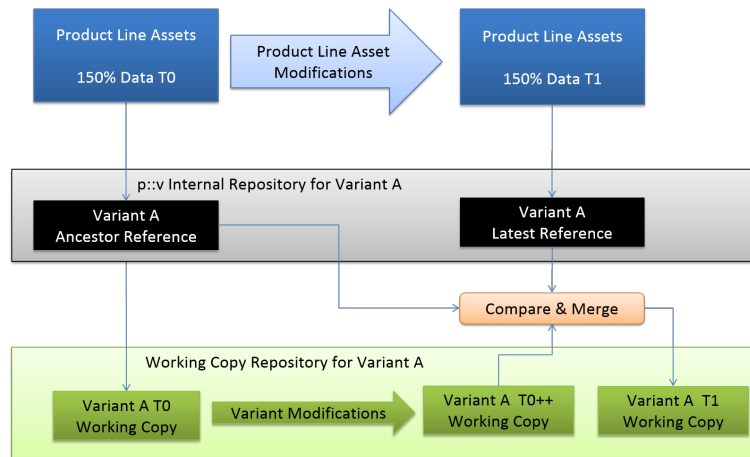 Product Line Assets
150% Data T0
Product Line Asset
Modifications
Product Line Assets
150% Data T1
p::v Internal Repository for Variant A
Variant A
Ancestor Reference
Variant A
Latest Reference
Compare & Merge
Working Copy Repository for Variant A
Variant A T0
Working Copy
Variant Modifications
Variant A T0++
Working Copy
Variant A T1
Working Copy